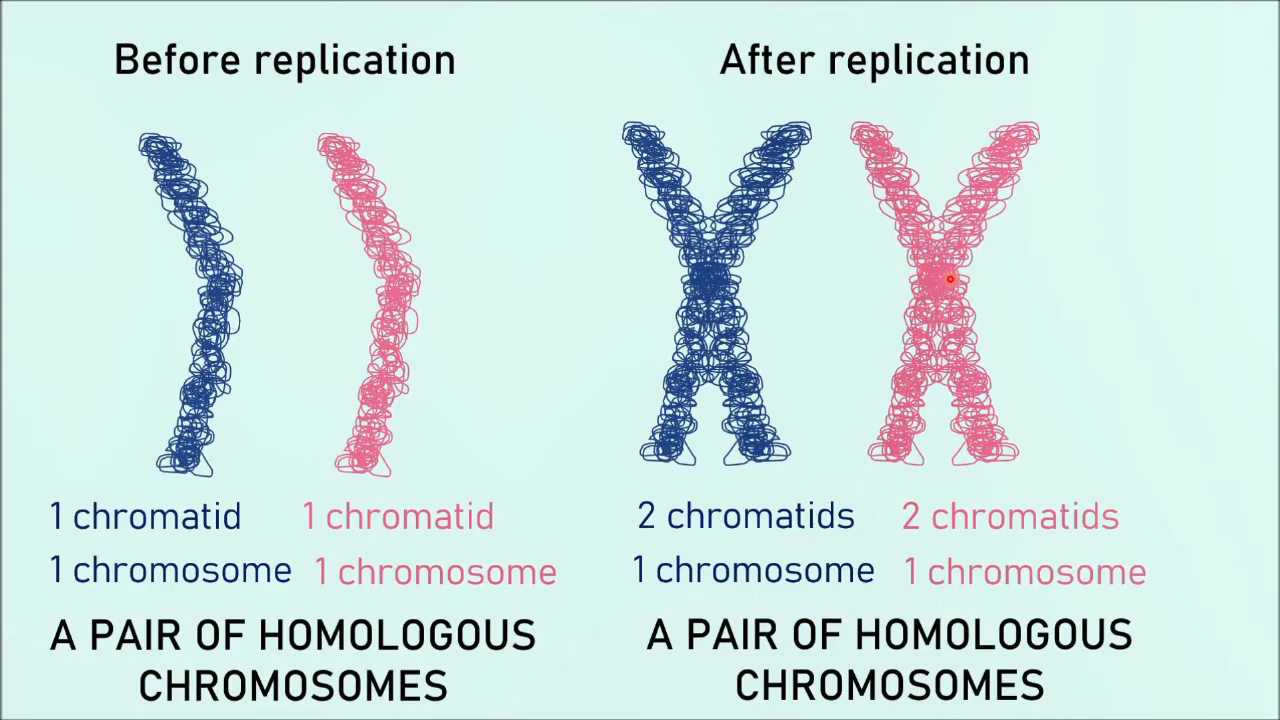 Before replication
After replication
1 chromatid
1 chromatid
2 chromatids
2 chromatids
1 chromosome
1 chromosome
1 chromosome
1 chromosome
A PAIR OF HOMOLOGOUS
CHROMOSOMES
A PAIR OF HOMOLOGOUS
CHROMOSOMES